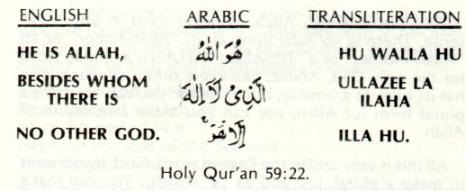 ENGLISH ARABIC TRANSLITERATION
HE IS ALLAH, هُوَ اللهُ HU WALLA HU
BESIDES WHOM الَّذِىْ لَآ اِلٰهَ ULLAZEE LA
THERE IS ILAHA
NO OTHER GOD. اِلَّا هُوَ ILLA HU.
Holy Qur'an 59:22.